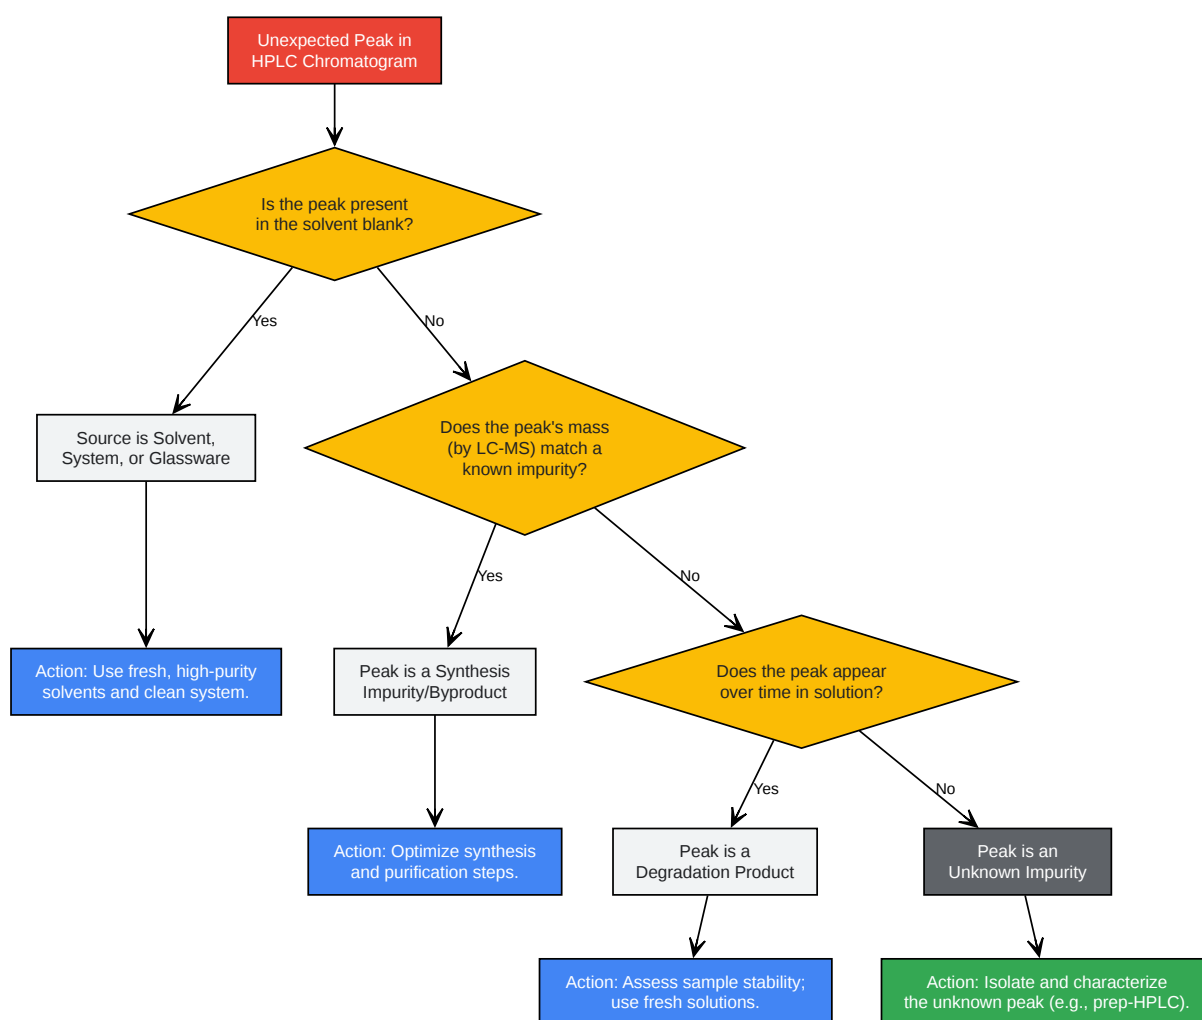 Unexpected Peak in
HPLC Chromatogram
Is the peak present
in the solvent blank?
Yes
No
Does the peak's mass
(by LC-MS) match a
known impurity?
Source is Solvent,
System, or Glassware
Yes
No
Action: Use fresh, high-purity
solvents and clean system.
Peak is a Synthesis
Impurity/Byproduct
Does the peak appear
over time in solution?
Yes
No
Action: Optimize synthesis
and purification steps.
Peak is a
Degradation Product
Peak is an
Unknown Impurity
Action: Assess sample stability;
use fresh solutions.
Action: Isolate and characterize
the unknown peak (e.g., prep-HPLC).